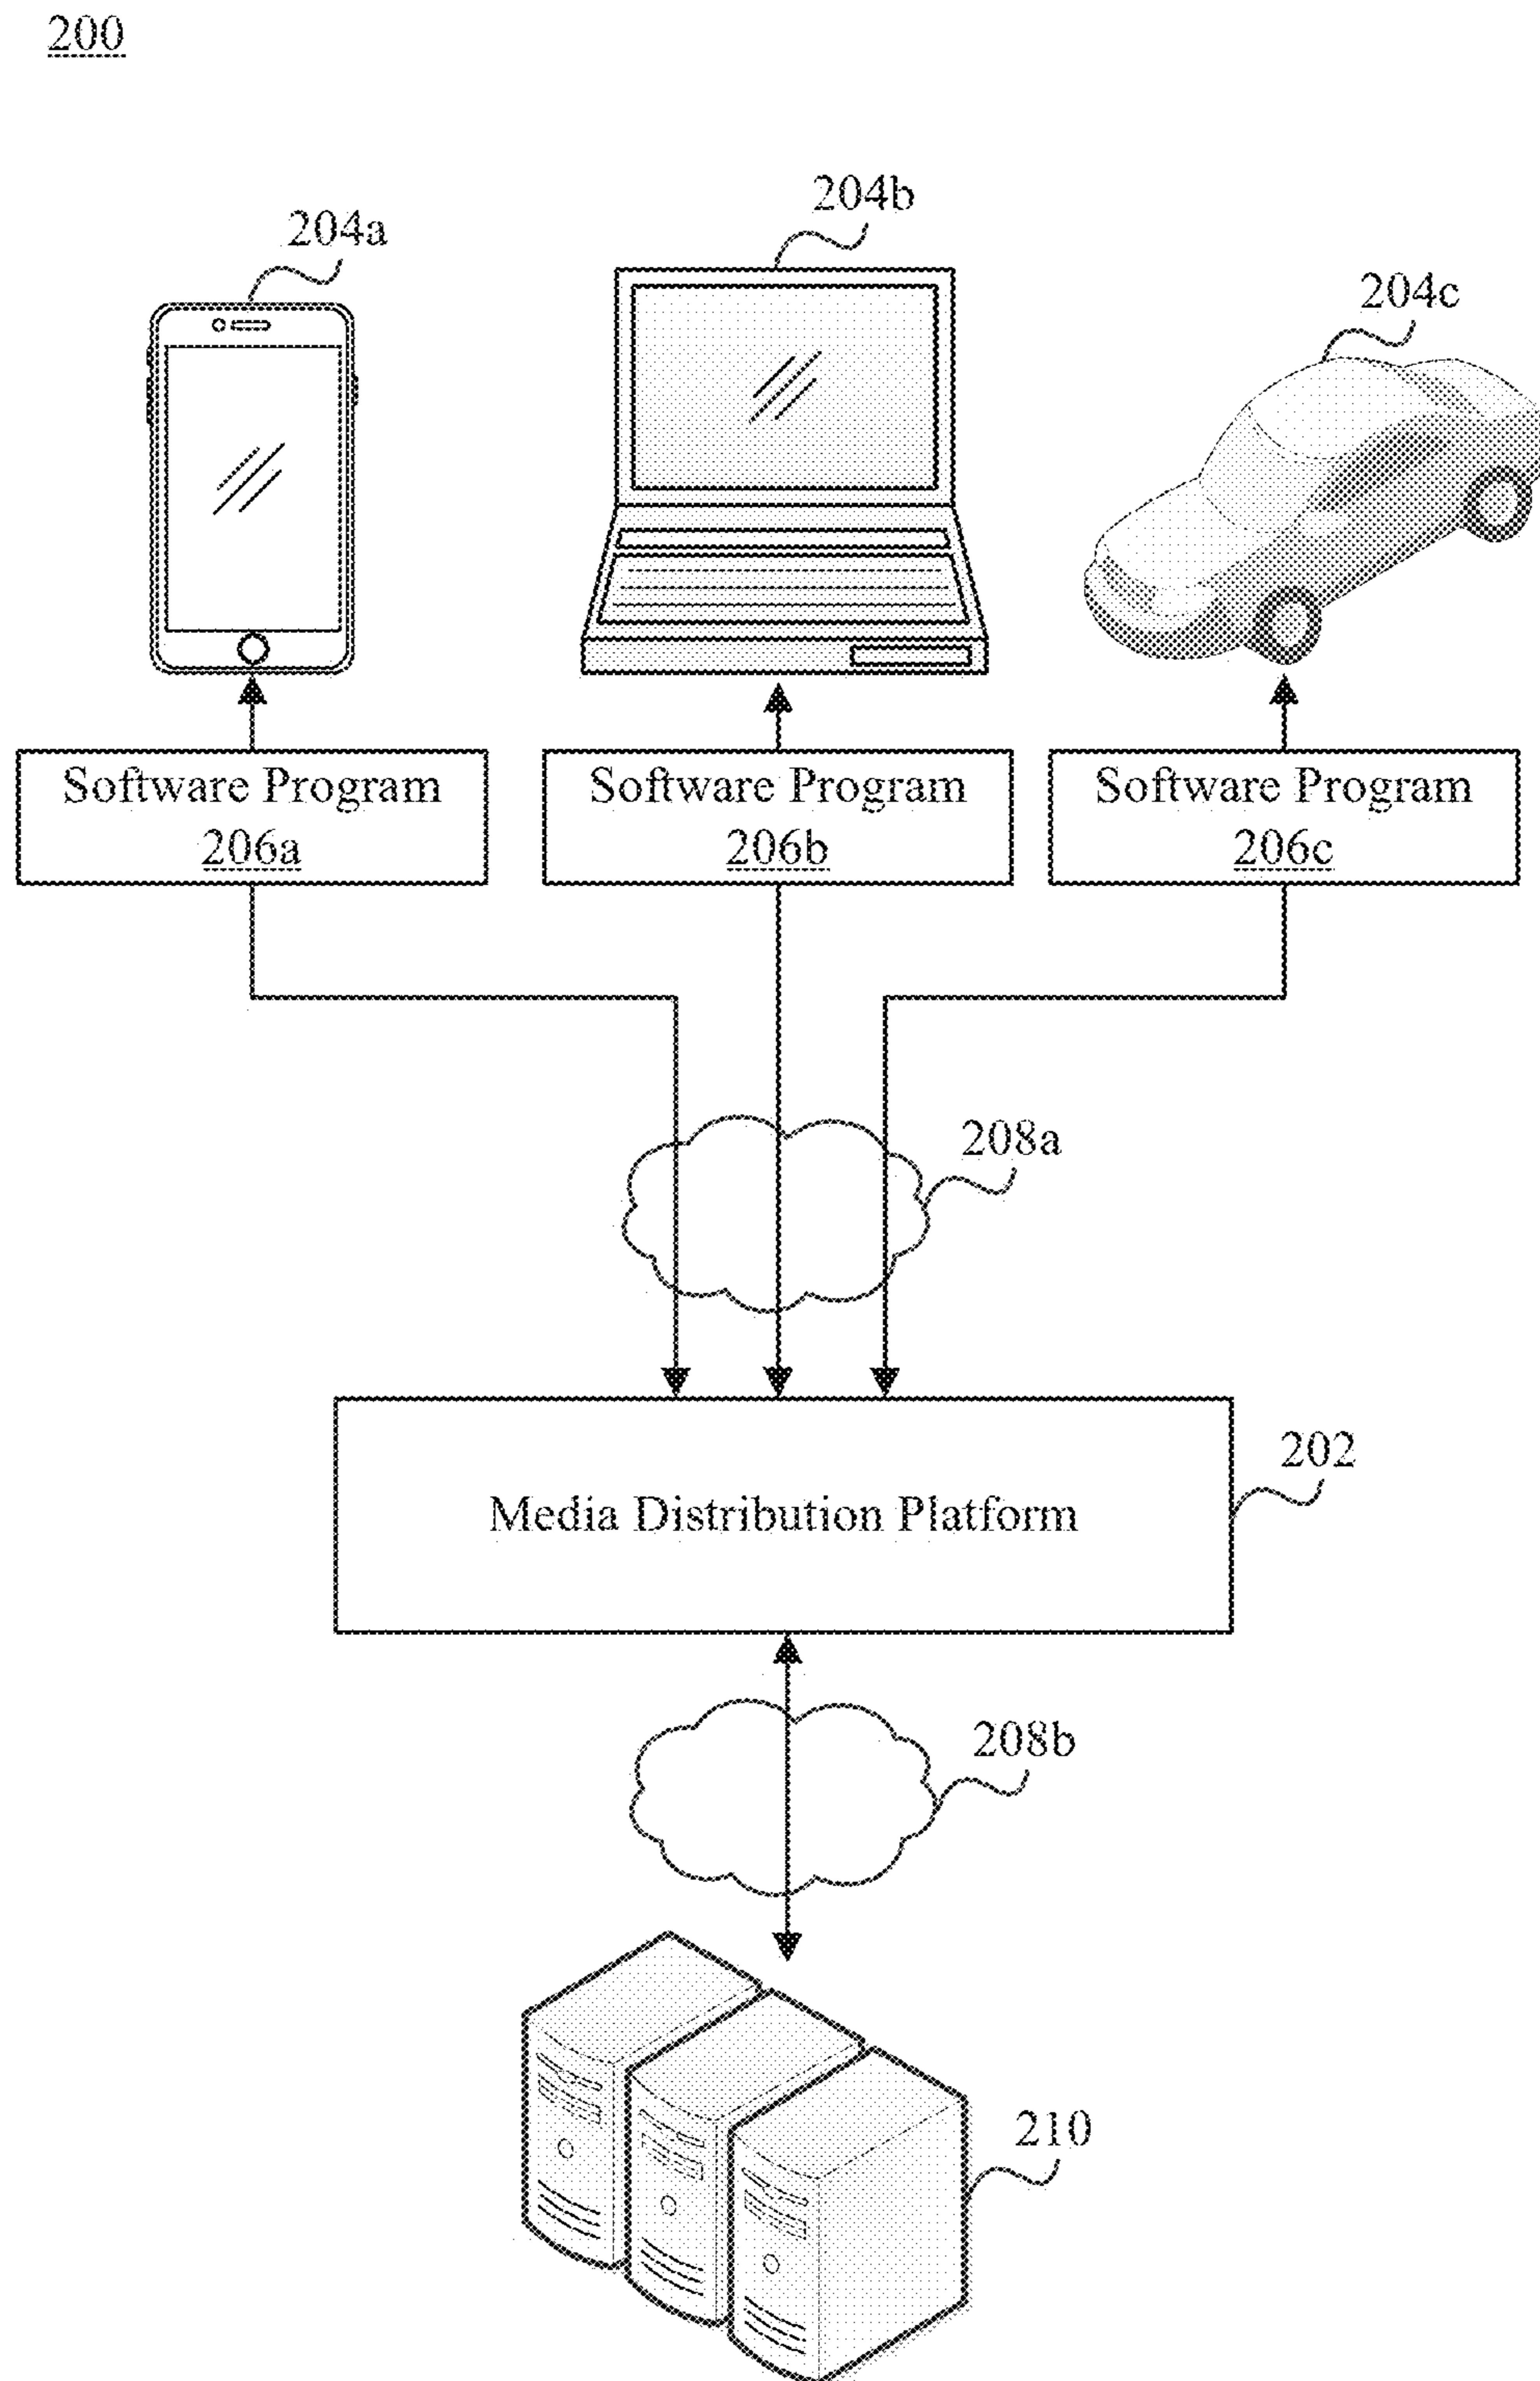 200
204a
204b
204c
Software Program
206a
Software Program
206b
Software Program
206c
208a
Media Distribution Platform
202
208b
210